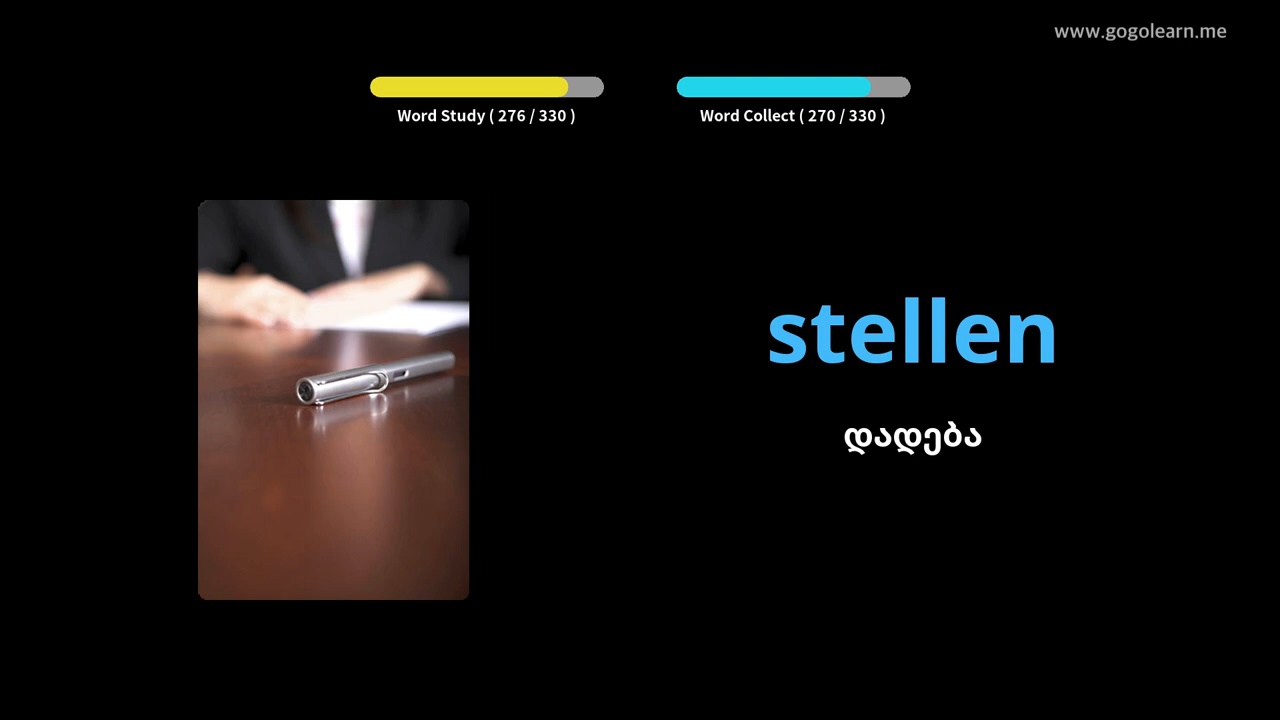 www.gogolearn.me
Word Study ( 276 / 330 )
Word Collect ( 270 / 330 )
stellen
დადება